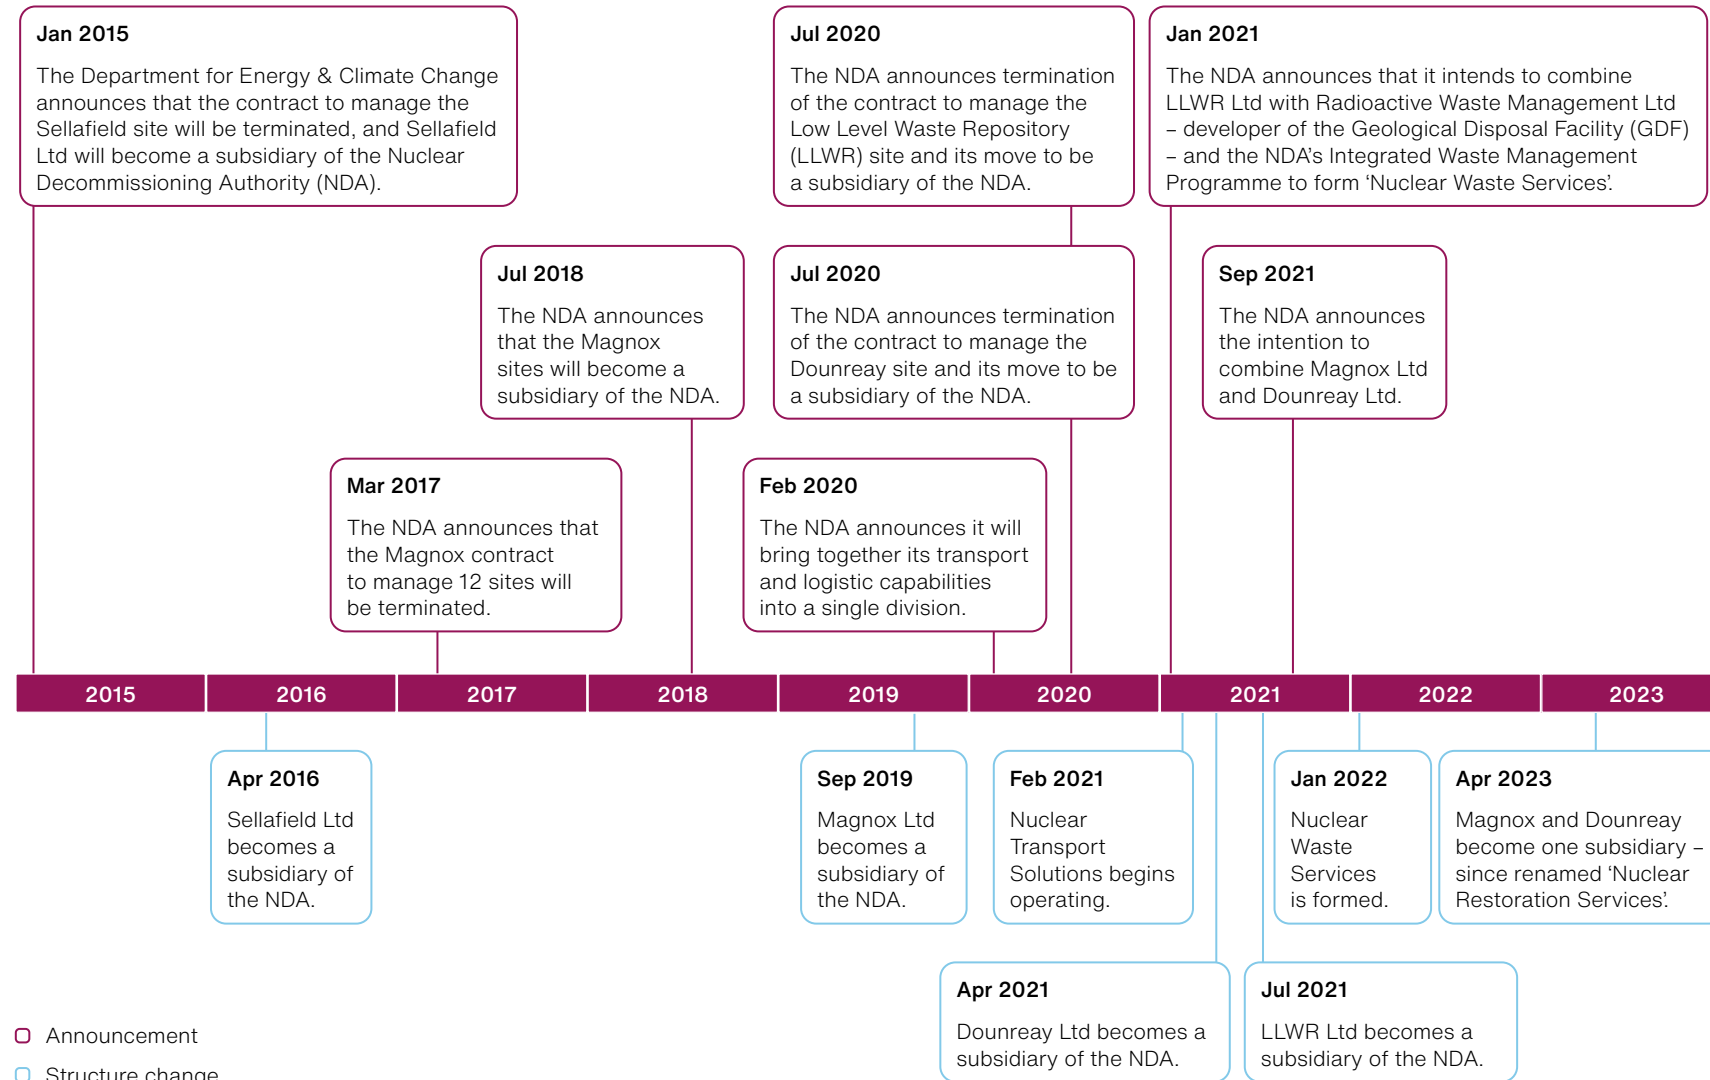 Jan 2015
The Department for Energy & Climate Change
announces that the contract to manage the
Sellafield site will be terminated, and Sellafield
Ltd will become a subsidiary of the Nuclear
Decommissioning Authority (NDA).
Jul 2020
The NDA announces termination
of the contract to manage the
Low Level Waste Repository
(LLWR) site and its move to be
a subsidiary of the NDA.
Jan 2021
The NDA announces that it intends to combine
LLWR Ltd with Radioactive Waste Management Ltd
– developer of the Geological Disposal Facility (GDF)
– and the NDA’s Integrated Waste Management
Programme to form ‘Nuclear Waste Services’.
Jul 2018
The NDA announces
that the Magnox
sites will become a
subsidiary of the NDA.
Jul 2020
The NDA announces termination
of the contract to manage the
Dounreay site and its move to be
a subsidiary of the NDA.
Sep 2021
The NDA announces
the intention to
combine Magnox Ltd
and Dounreay Ltd.
Mar 2017
The NDA announces that
the Magnox contract
to manage 12 sites will
be terminated.
Feb 2020
The NDA announces it will
bring together its transport
and logistic capabilities
into a single division.
2015 2016 2017 2018 2019 2020 2021 2022 2023
Apr 2016
Sellafield Ltd
becomes a
subsidiary of
the NDA.
Sep 2019
Magnox Ltd
becomes a
subsidiary of
the NDA.
Feb 2021
Nuclear
Transport
Solutions begins
operating.
Jan 2022
Nuclear
Waste
Services
is formed.
Apr 2023
Magnox and Dounreay
become one subsidiary –
since renamed ‘Nuclear
Restoration Services’.
Apr 2021
Dounreay Ltd becomes a
subsidiary of the NDA.
Jul 2021
LLWR Ltd becomes a
subsidiary of the NDA.
Announcement
Structure change